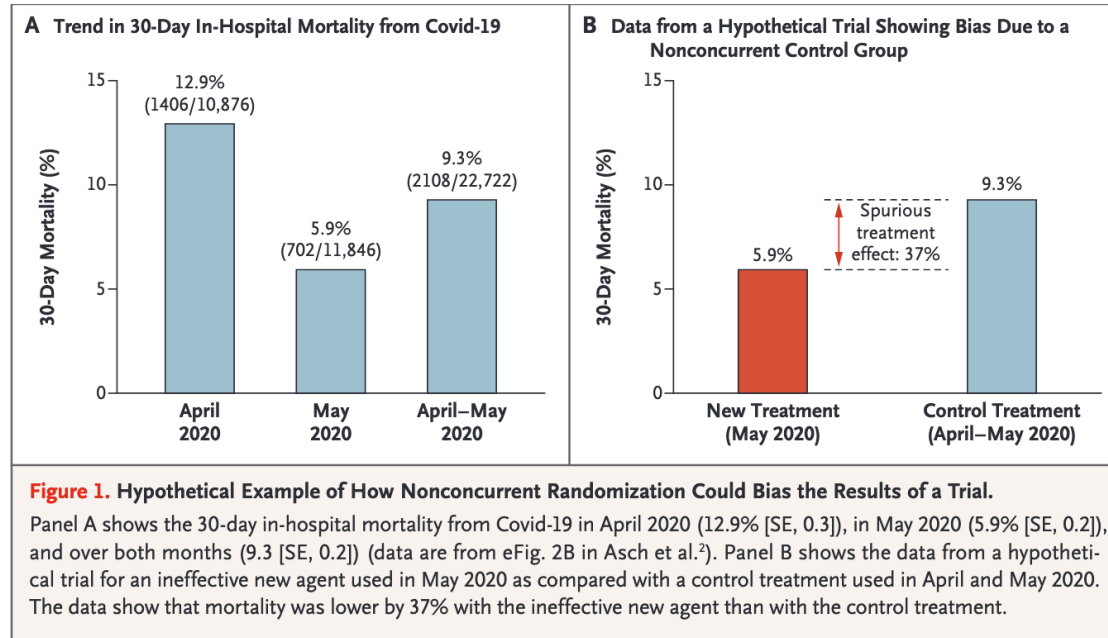 A Trend in 30-Day In-Hospital Mortality from Covid-19
30-Day Mortality (%)
15
10
5
0
12.9%
(1406/10,876)
5.9%
(702/11,846)
9.3%
(2108/22,722)
April
2020
May
2020
April–May
2020
B Data from a Hypothetical Trial Showing Bias Due to a
Nonconcurrent Control Group
30-Day Mortality (%)
15
10
5
0
5.9%
Spurious
treatment
effect: 37%
9.3%
New Treatment
(May 2020)
Control Treatment
(April–May 2020)
Figure 1. Hypothetical Example of How Nonconcurrent Randomization Could Bias the Results of a Trial.
Panel A shows the 30-day in-hospital mortality from Covid-19 in April 2020 (12.9% [SE, 0.3]), in May 2020 (5.9% [SE, 0.2]),
and over both months (9.3 [SE, 0.2]) (data are from eFig. 2B in Asch et al.²). Panel B shows the data from a hypotheti-
cal trial for an ineffective new agent used in May 2020 as compared with a control treatment used in April and May 2020.
The data show that mortality was lower by 37% with the ineffective new agent than with the control treatment.